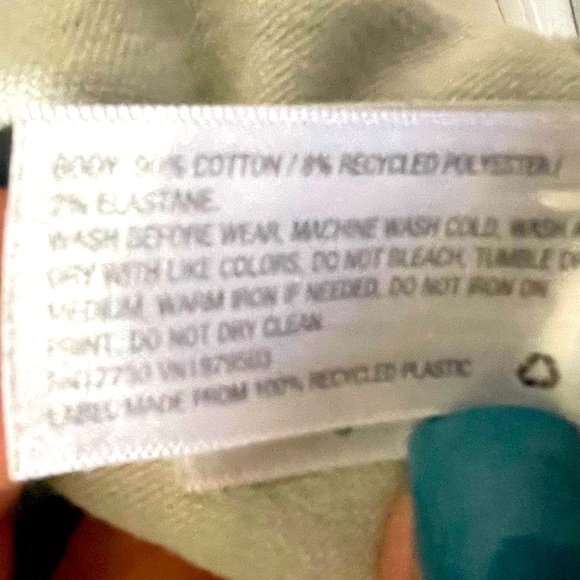 BODY 90% COTTON / 8% RECYCLED POLYESTER /
2% ELASTANE
WASH BEFORE WEAR. MACHINE WASH COLD, WASH
DRY WITH LIKE COLORS. DO NOT BLEACH. TUMBLE
MEDIUM. WARM IRON IF NEEDED. DO NOT IRON ON
PRINT. DO NOT DRY CLEAN
LABEL MADE FROM 100% RECYCLED PLASTIC